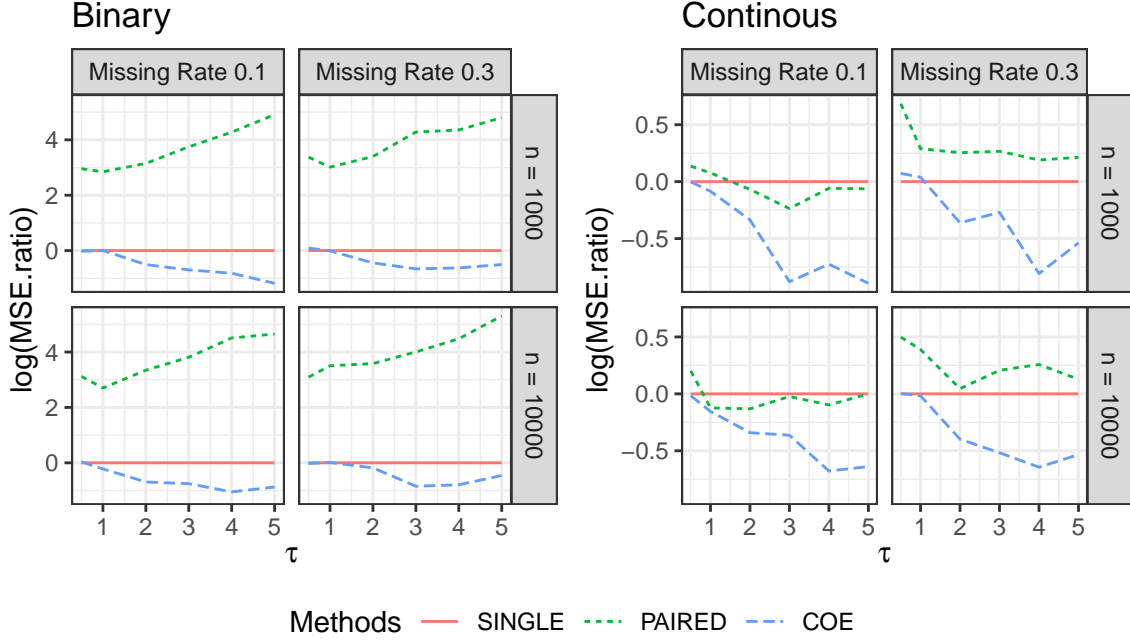 Binary
Continous
Missing Rate 0.1
Missing Rate 0.3
Missing Rate 0.1
Missing Rate 0.3
log(MSE.ratio)
4
2
0
n = 1000
4
2
0
n = 10000
1 2 3 4 5
1 2 3 4 5
τ
log(MSE.ratio)
0.5
0.0
−0.5
n = 1000
0.5
0.0
−0.5
n = 10000
1 2 3 4 5
1 2 3 4 5
τ
Methods SINGLE PAIRED COE